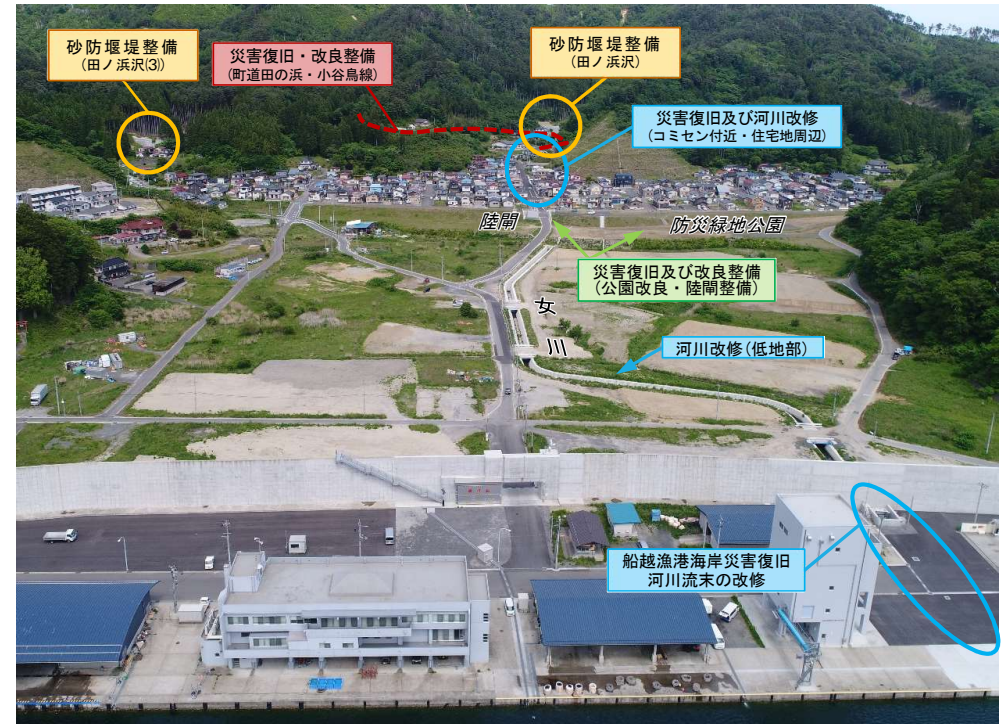 砂防堰堤整備
(田ノ浜沢⑶)
災害復旧・改良整備
(町道田の浜・小谷鳥線)
砂防堰堤整備
(田ノ浜沢)
災害復旧及び河川改修
(コミセン付近・住宅地周辺)
陸閘
防災緑地公園
災害復旧及び改良整備
(公園改良・陸閘整備)
女
川
河川改修(低地部)
船越漁港海岸災害復旧
河川流末の改修